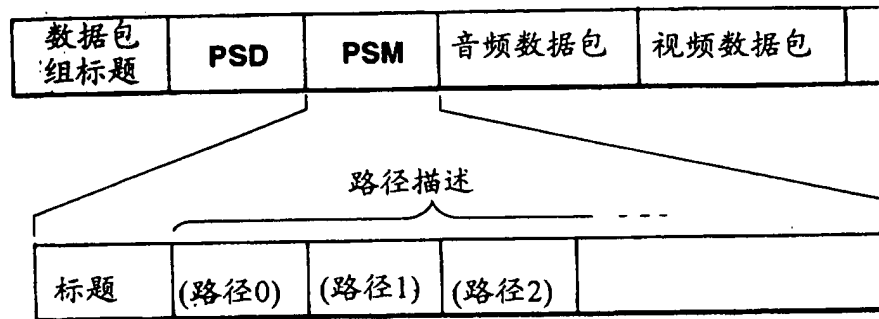 数据包
组标题
PSD
PSM
音频数据包
视频数据包
路径描述
标题
(路径0)
(路径1)
(路径2)